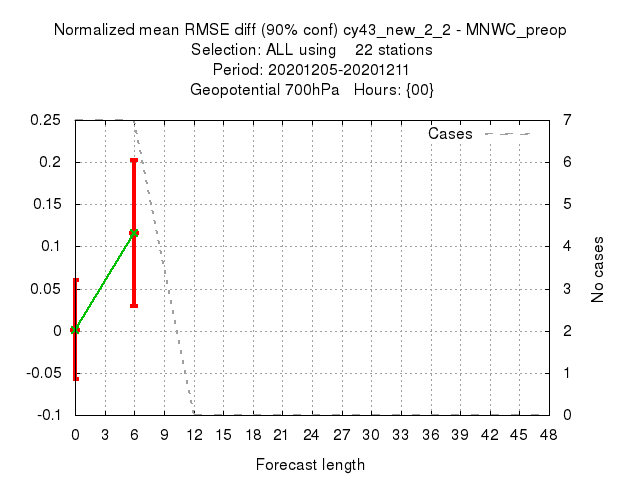 Normalized mean RMSE diff (90% conf) cy43_new_2_2 - MNWC_preop
Selection: ALL using    22 stations
Period: 20201205-20201211
Geopotential 700hPa   Hours: {00}
0.25
0.2
0.15
0.1
0.05
0
-0.05
-0.1
Cases
7
6
5
4
3
2
1
0
No cases
0 3 6 9 12 15 18 21 24 27 30 33 36 39 42 45 48
Forecast length